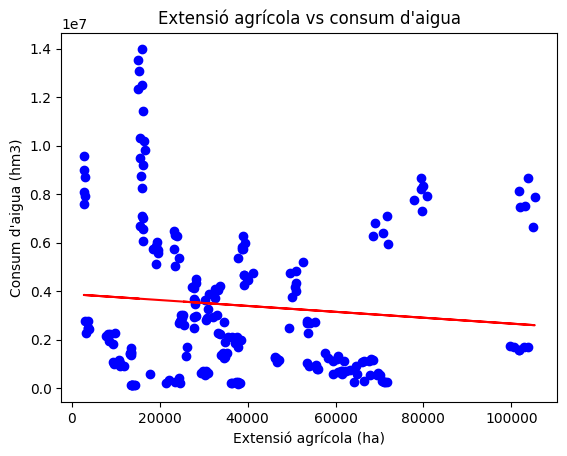 Extensió agrícola vs consum d'aigua
1e7
1.4
1.2
1.0
0.8
0.6
0.4
0.2
0.0
Consum d'aigua (hm3)
0 20000 40000 60000 80000 100000
Extensió agrícola (ha)